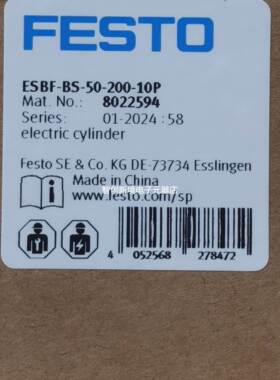 FESTO
ESBF-BS-50-200-10P
Mat. No.: 8022594
Series: 01-2024 : 58
electric cylinder
Festo SE & Co. KG DE-73734 Esslingen
Made in China
www.festo.com/sp
4 052568 278472